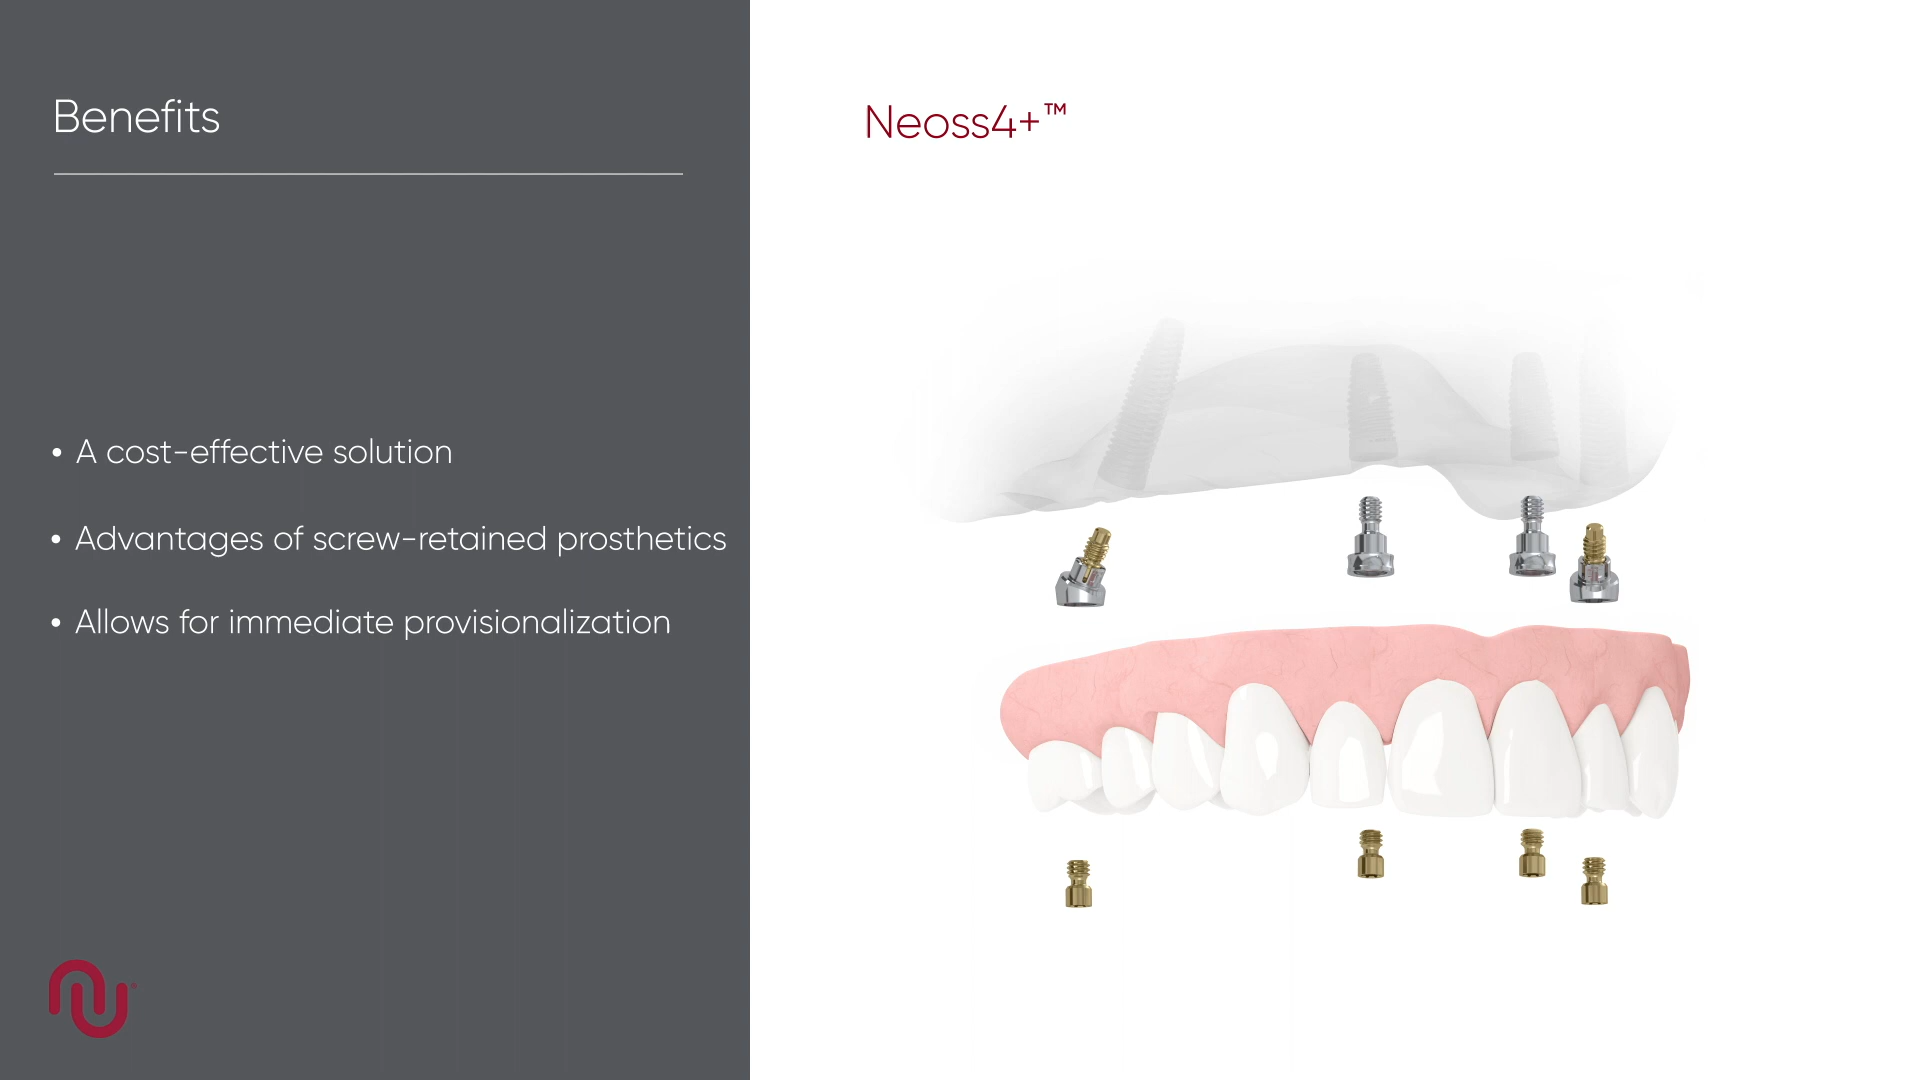 Benefits
Neoss4+™
• A cost-effective solution
• Advantages of screw-retained prosthetics
• Allows for immediate provisionalization